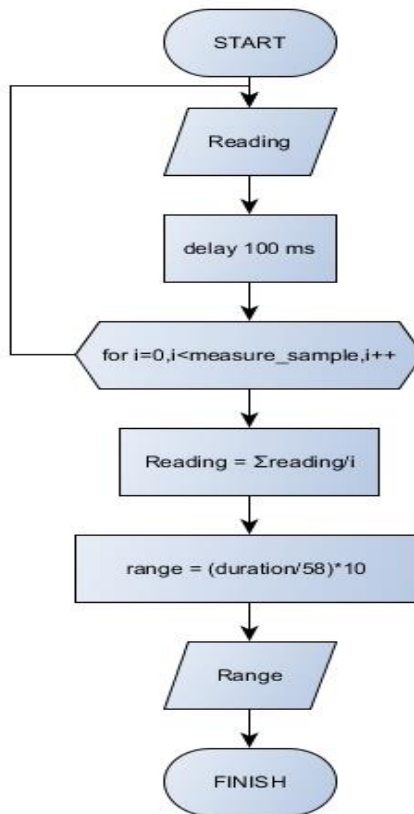 START
Reading
delay 100 ms
for i=0,i<measure_sample,i++
Reading = Σreading/i
range = (duration/58)*10
Range
FINISH